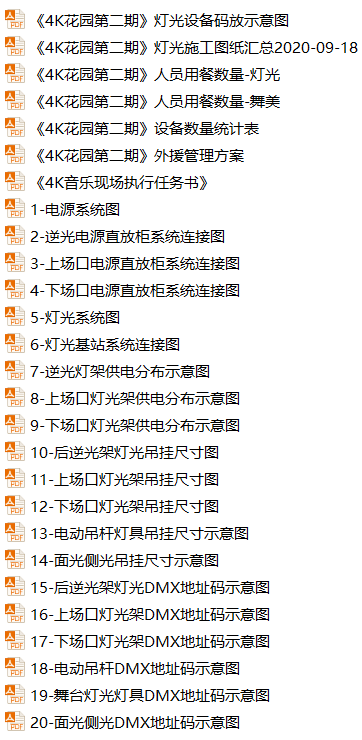 《4K花园第二期》灯光设备码放示意图
《4K花园第二期》灯光施工图纸汇总2020-09-18
《4K花园第二期》人员用餐数量-灯光
《4K花园第二期》人员用餐数量-舞美
《4K花园第二期》设备数量统计表
《4K花园第二期》外援管理方案
《4K音乐现场执行任务书》
1-电源系统图
2-逆光电源直放柜系统连接图
3-上场口电源直放柜系统连接图
4-下场口电源直放柜系统连接图
5-灯光系统图
6-灯光基站系统连接图
7-逆光灯架供电分布示意图
8-上场口灯光架供电分布示意图
9-下场口灯光架供电分布示意图
10-后逆光架灯光吊挂尺寸图
11-上场口灯光架吊挂尺寸图
12-下场口灯光架吊挂尺寸图
13-电动吊杆灯具吊挂尺寸示意图
14-面光侧光吊挂尺寸示意图
15-后逆光架灯光DMX地址码示意图
16-上场口灯光架DMX地址码示意图
17-下场口灯光架DMX地址码示意图
18-电动吊杆DMX地址码示意图
19-舞台灯光灯具DMX地址码示意图
20-面光侧光DMX地址码示意图